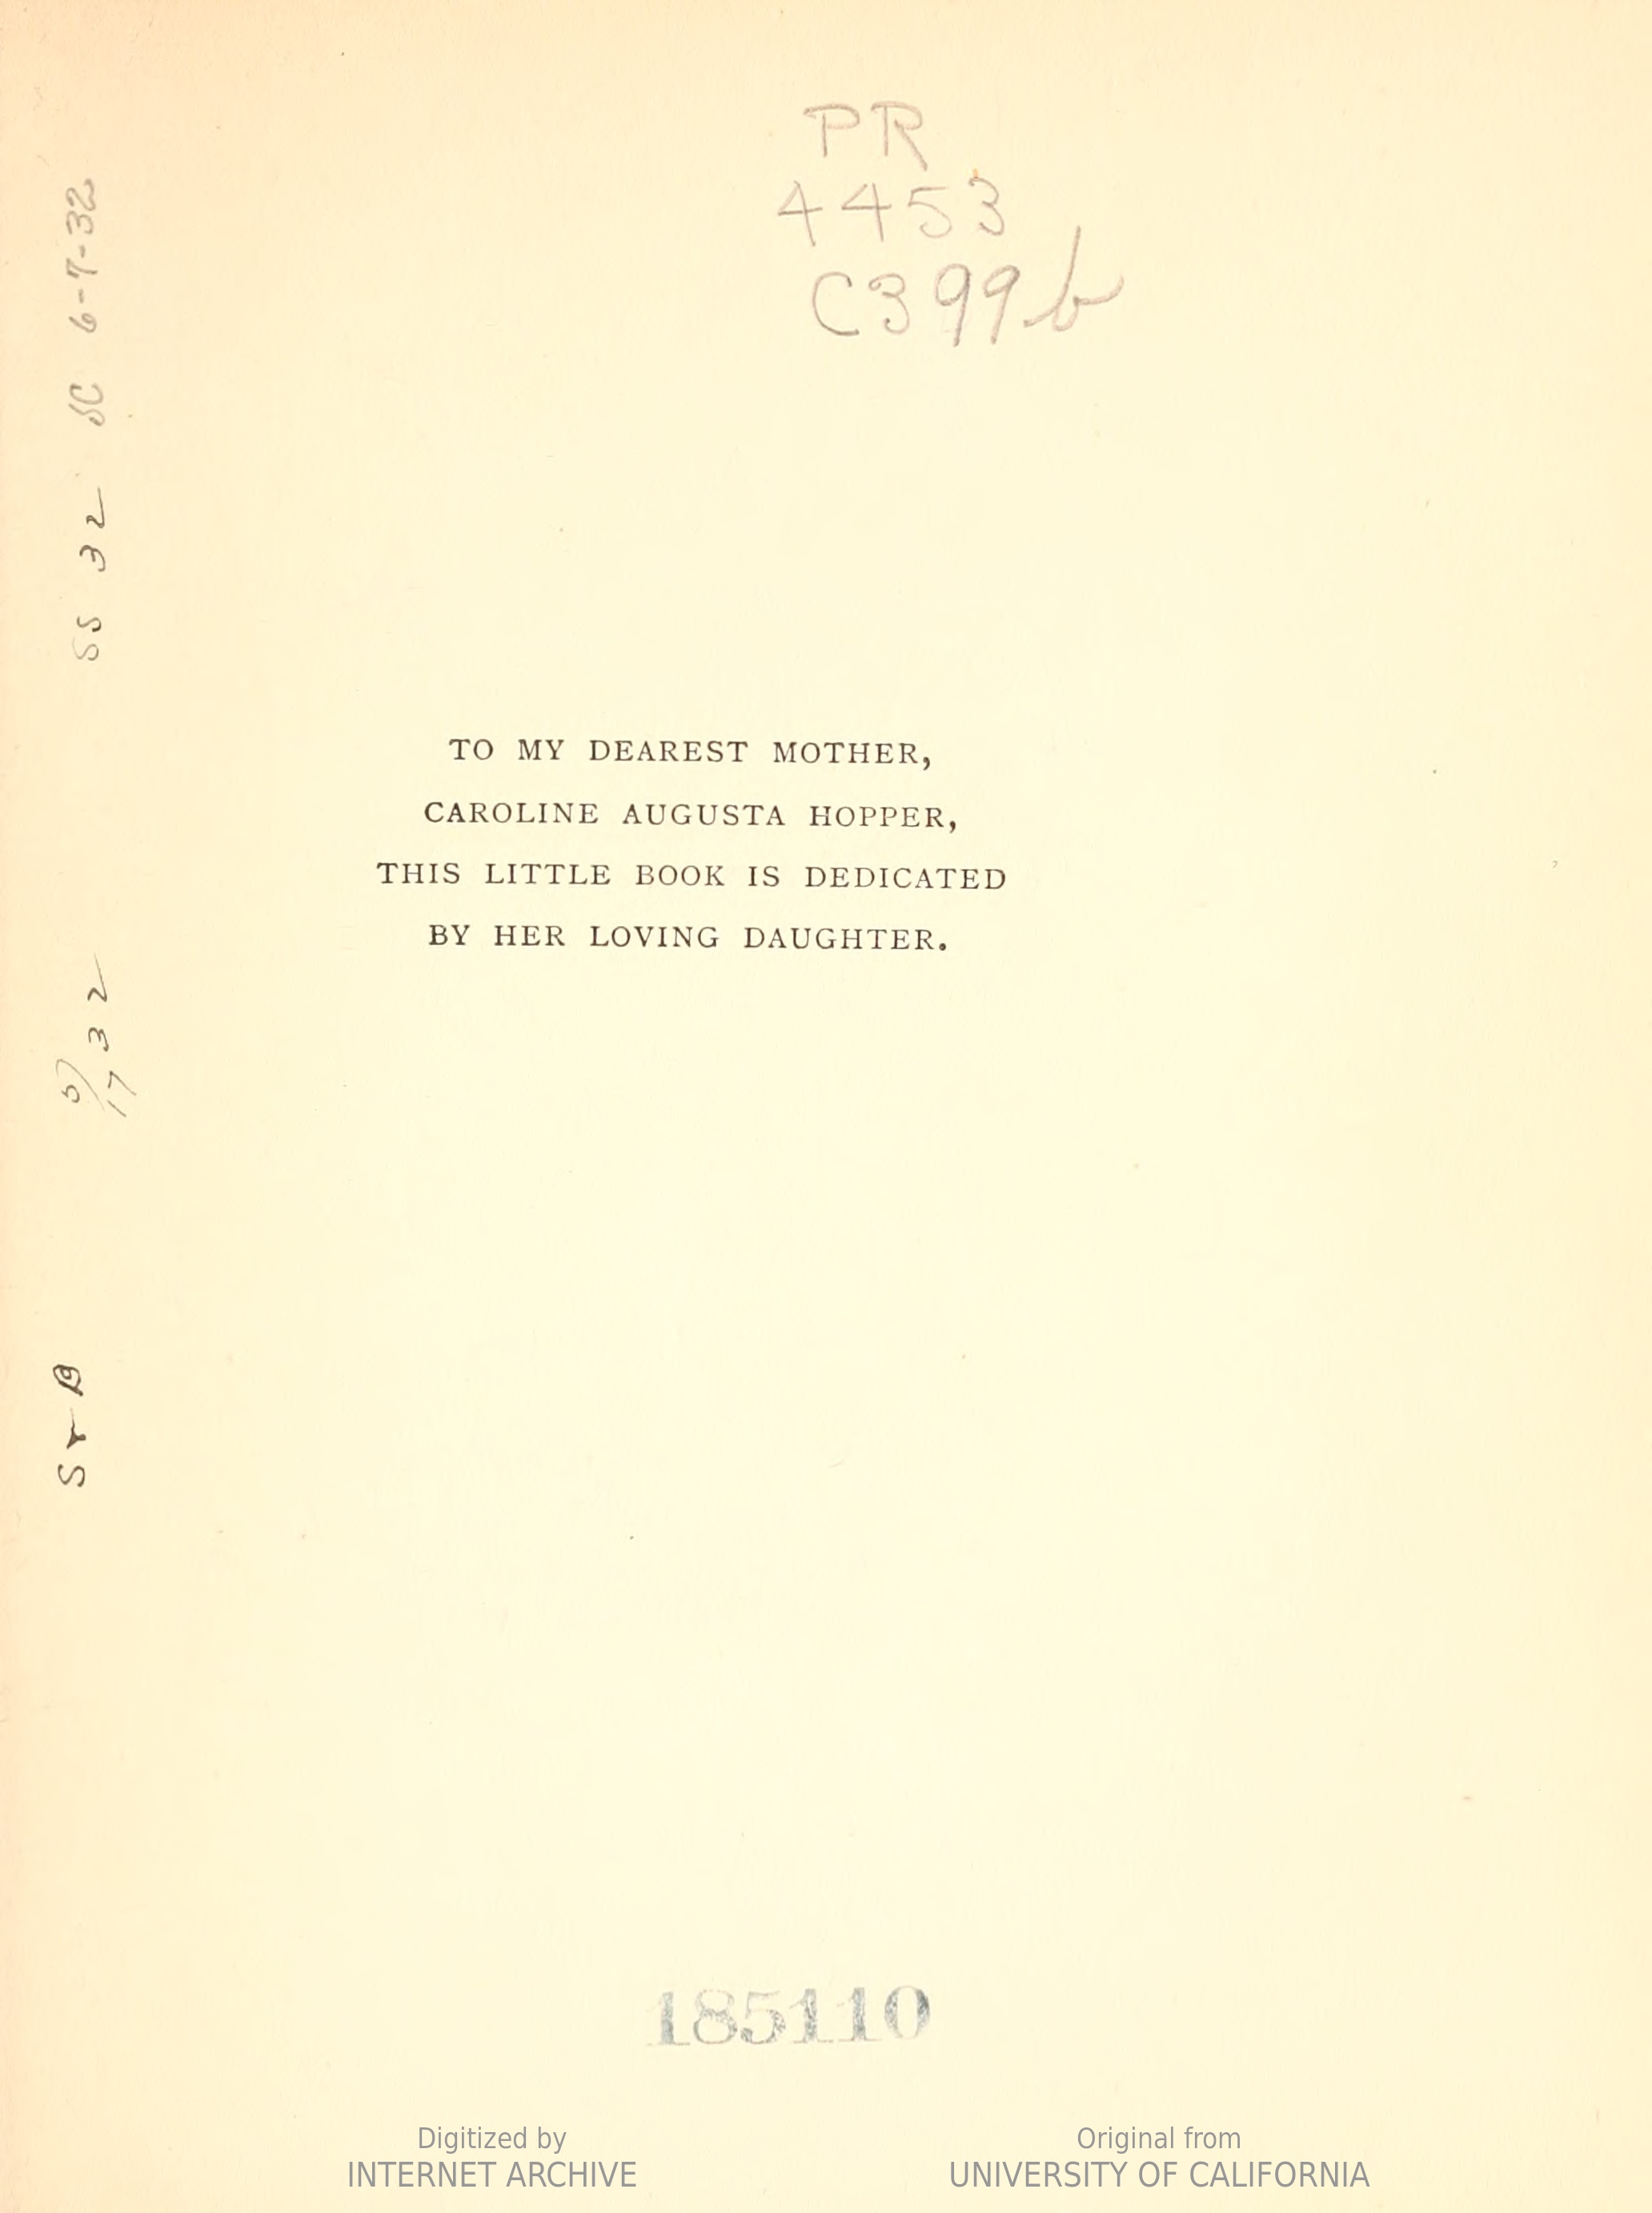 PR
4453
C399b
SC 6-7-32
SS 32
TO MY DEAREST MOTHER,
CAROLINE AUGUSTA HOPPER,
THIS LITTLE BOOK IS DEDICATED
BY HER LOVING DAUGHTER.
5/17 32
185110
Digitized by
INTERNET ARCHIVE
Original from
UNIVERSITY OF CALIFORNIA